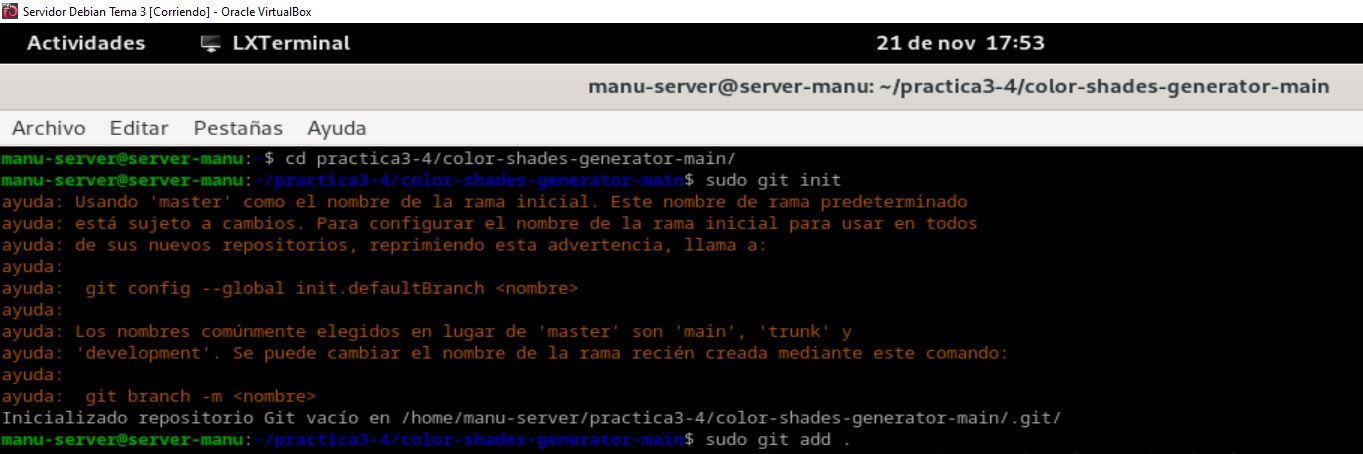 Servidor Debian Tema 3 [Corriendo] - Oracle VirtualBox
Actividades LXTerminal 21 de nov 17:53
manu-server@server-manu: ~/practica3-4/color-shades-generator-main
Archivo Editar Pestañas Ayuda
manu-server@server-manu:~$ cd practica3-4/color-shades-generator-main/
manu-server@server-manu:~/practica3-4/color-shades-generator-main$ sudo git init
ayuda: Usando 'master' como el nombre de la rama inicial. Este nombre de rama predeterminado
ayuda: está sujeto a cambios. Para configurar el nombre de la rama inicial para usar en todos
ayuda: de sus nuevos repositorios, reprimiendo esta advertencia, llama a:
ayuda:
ayuda:  git config --global init.defaultBranch <nombre>
ayuda:
ayuda: Los nombres comúnmente elegidos en lugar de 'master' son 'main', 'trunk' y
ayuda: 'development'. Se puede cambiar el nombre de la rama recién creada mediante este comando:
ayuda:
ayuda:  git branch -m <nombre>
Inicializado repositorio Git vacío en /home/manu-server/practica3-4/color-shades-generator-main/.git/
manu-server@server-manu:~/practica3-4/color-shades-generator-main$ sudo git add .